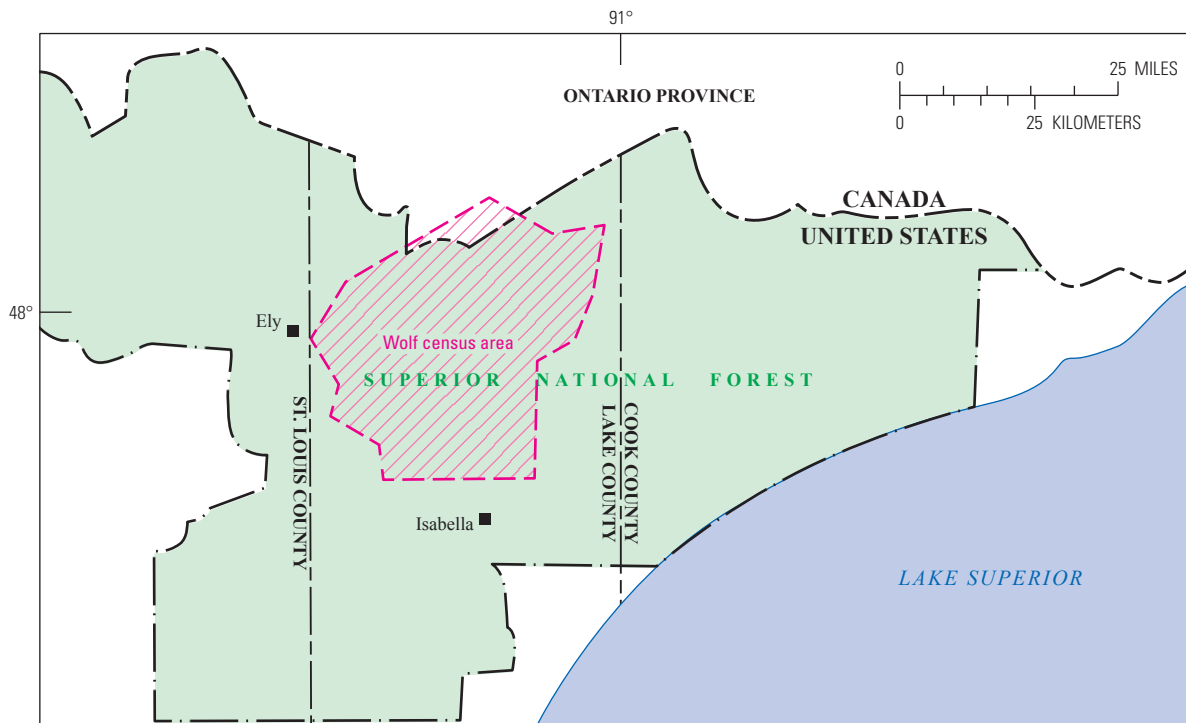 91°
0 25 MILES
0 25 KILOMETERS
ONTARIO PROVINCE
CANADA
UNITED STATES
48°
Ely
Wolf census area
SUPERIOR NATIONAL FOREST
ST. LOUIS COUNTY
COOK COUNTY
LAKE COUNTY
Isabella
LAKE SUPERIOR